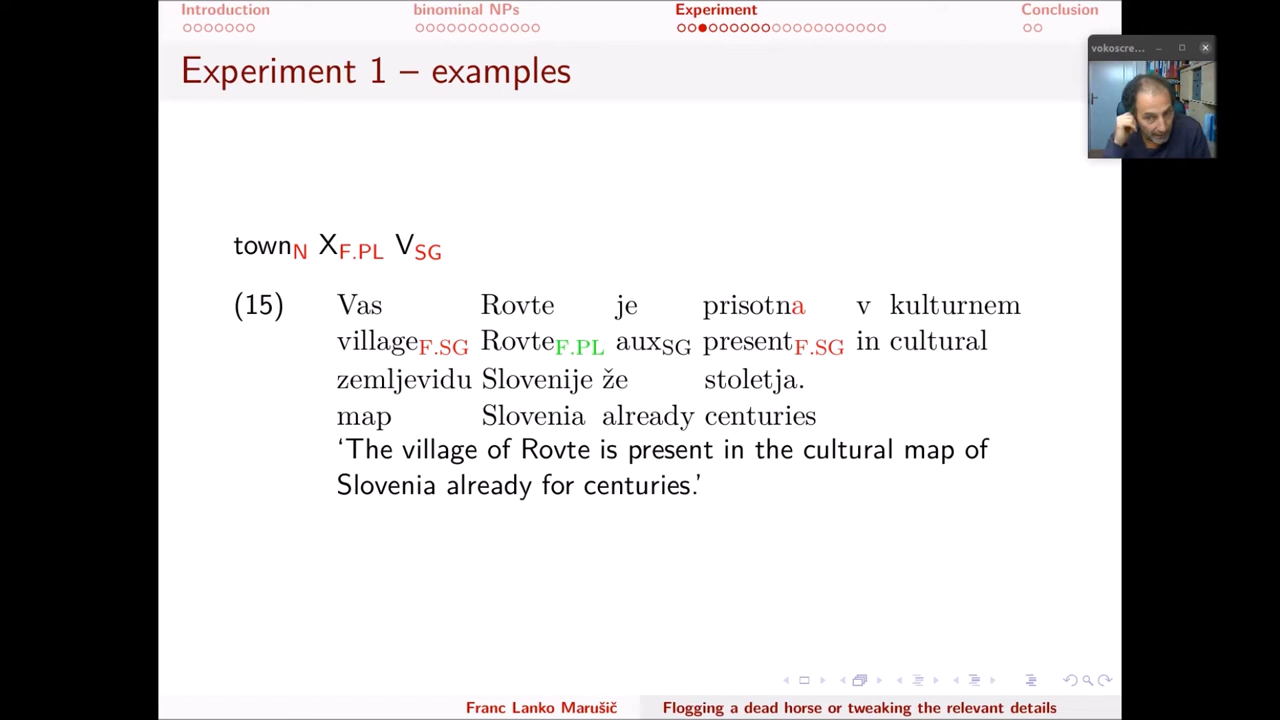 Introduction binominal NPs Experiment Conclusion
Experiment 1 – examples
vokoscre...
townN XF.PL VSG
(15) Vas Rovte je prisotna v kulturnem
villageF.SG RovteF.PL auxSG presentF.SG in cultural
zemljevidu Slovenije že stoletja.
map Slovenia already centuries
‘The village of Rovte is present in the cultural map of
Slovenia already for centuries.’
Franc Lanko Marušič Flogging a dead horse or tweaking the relevant details